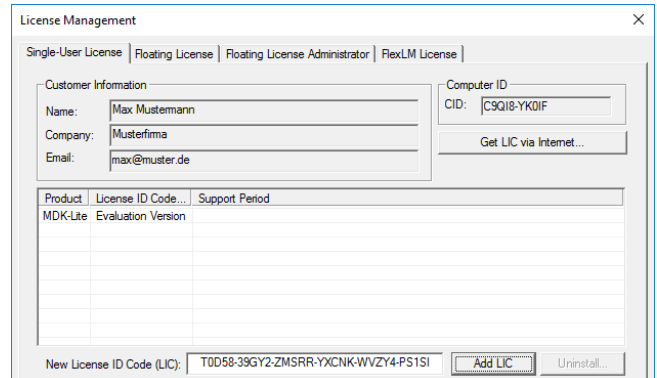 License Management
Single-User License Floating License Floating License Administrator FlexLM License
Customer Information
Name: Max Mustermann
Company: Musterfirma
Email: max@muster.de
Computer ID
CID: C9QI8-YK0IF
Get LIC via Internet...
Product License ID Code... Support Period
MDK-Lite Evaluation Version
New License ID Code (LIC): T0D58-39GY2-ZMSRR-YXCNK-WVZY4-PS1SI Add LIC Uninstall...